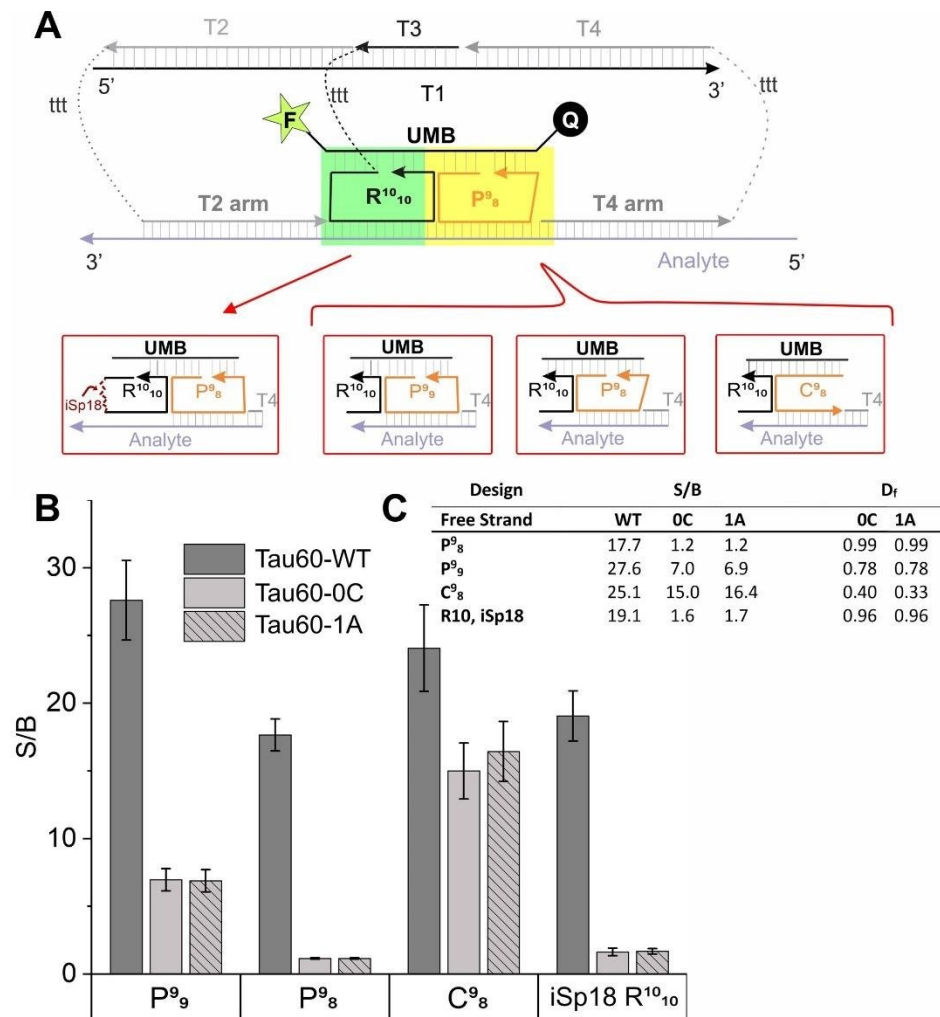 A
T2
T3
T4
5'
3'
ttt
ttt
T1
ttt
F
UMB
Q
R¹⁰₁₀
P⁹₈
T2 arm
T4 arm
3'
5'
Analyte
UMB
R¹⁰₁₀
P⁹₈
iSp18
T4
Analyte
UMB
R¹⁰₁₀
P⁹₉
T4
Analyte
UMB
R¹⁰₁₀
P⁹₈
T4
Analyte
UMB
R¹⁰₁₀
C⁹₈
T4
Analyte
B
30
20
10
0
S/B
Tau60-WT
Tau60-0C
Tau60-1A
P⁹₉ P⁹₈ C⁹₈ iSp18 R¹⁰₁₀
C
Design S/B Df
Free Strand WT 0C 1A 0C 1A
P⁹₈ 17.7 1.2 1.2 0.99 0.99
P⁹₉ 27.6 7.0 6.9 0.78 0.78
C⁹₈ 25.1 15.0 16.4 0.40 0.33
R10, iSp18 19.1 1.6 1.7 0.96 0.96